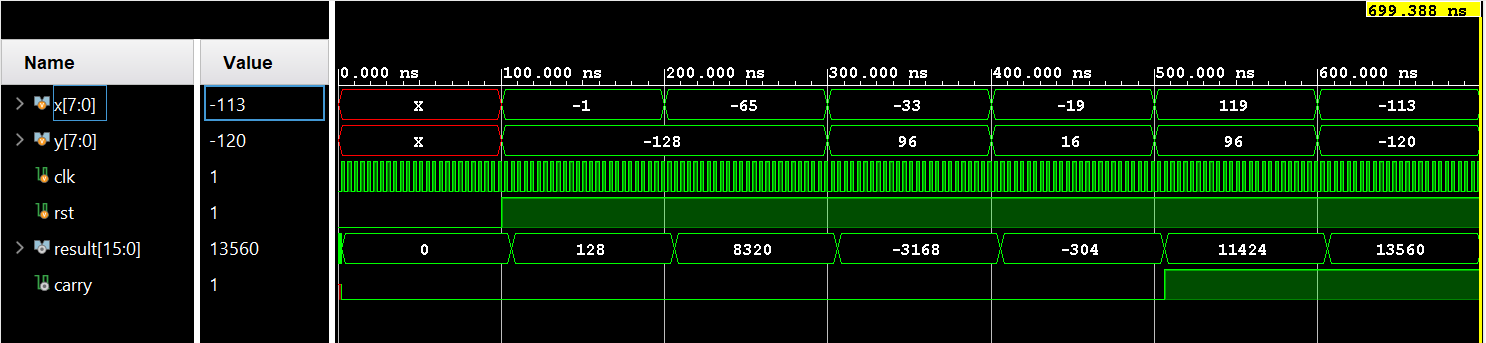 699.388 ns
Name Value
0.000 ns 100.000 ns 200.000 ns 300.000 ns 400.000 ns 500.000 ns 600.000 ns
x[7:0] -113 X -1 -65 -33 -19 119 -113
y[7:0] -120 X -128 96 16 96 -120
clk 1
rst 1
result[15:0] 13560 0 128 8320 -3168 -304 11424 13560
carry 1